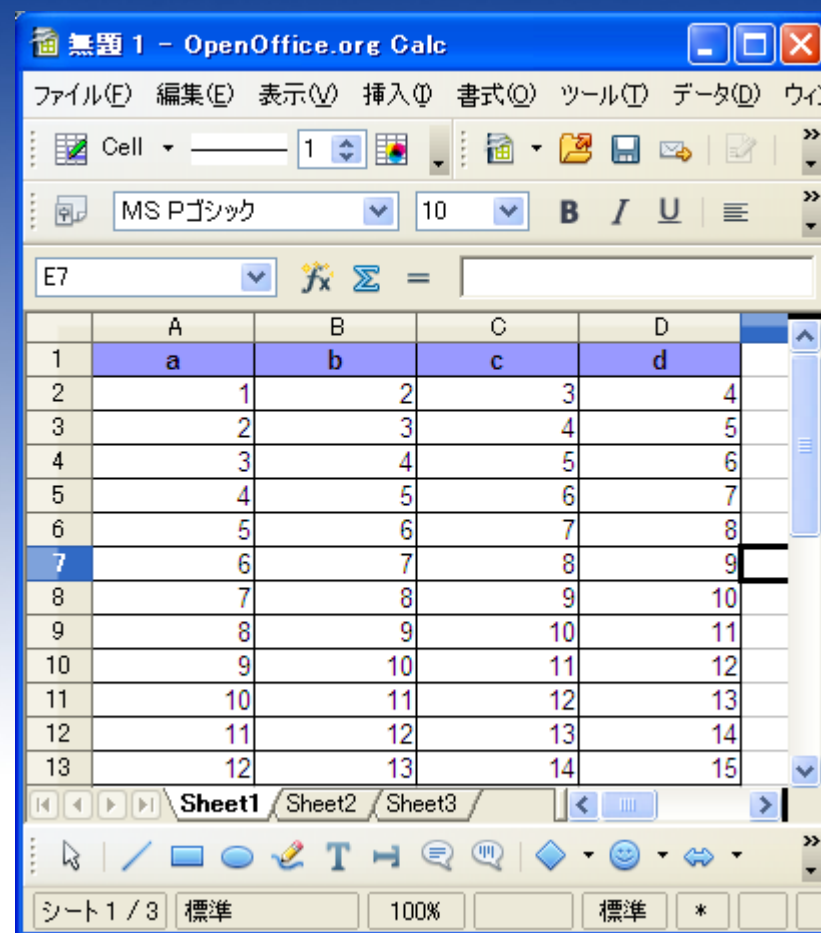 無題 1 - OpenOffice.org Calc
ファイル(F) 編集(E) 表示(V) 挿入(I) 書式(O) ツール(T) データ(D)
Cell 1
MS Pゴシック 10 B I U
E7 fx Σ =
A B C D
1 a b c d
2 1 2 3 4
3 2 3 4 5
4 3 4 5 6
5 4 5 6 7
6 5 6 7 8
7 6 7 8 9
8 7 8 9 10
9 8 9 10 11
10 9 10 11 12
11 10 11 12 13
12 11 12 13 14
13 12 13 14 15
Sheet1 Sheet2 Sheet3
T
シート 1 / 3 標準 100% 標準 *